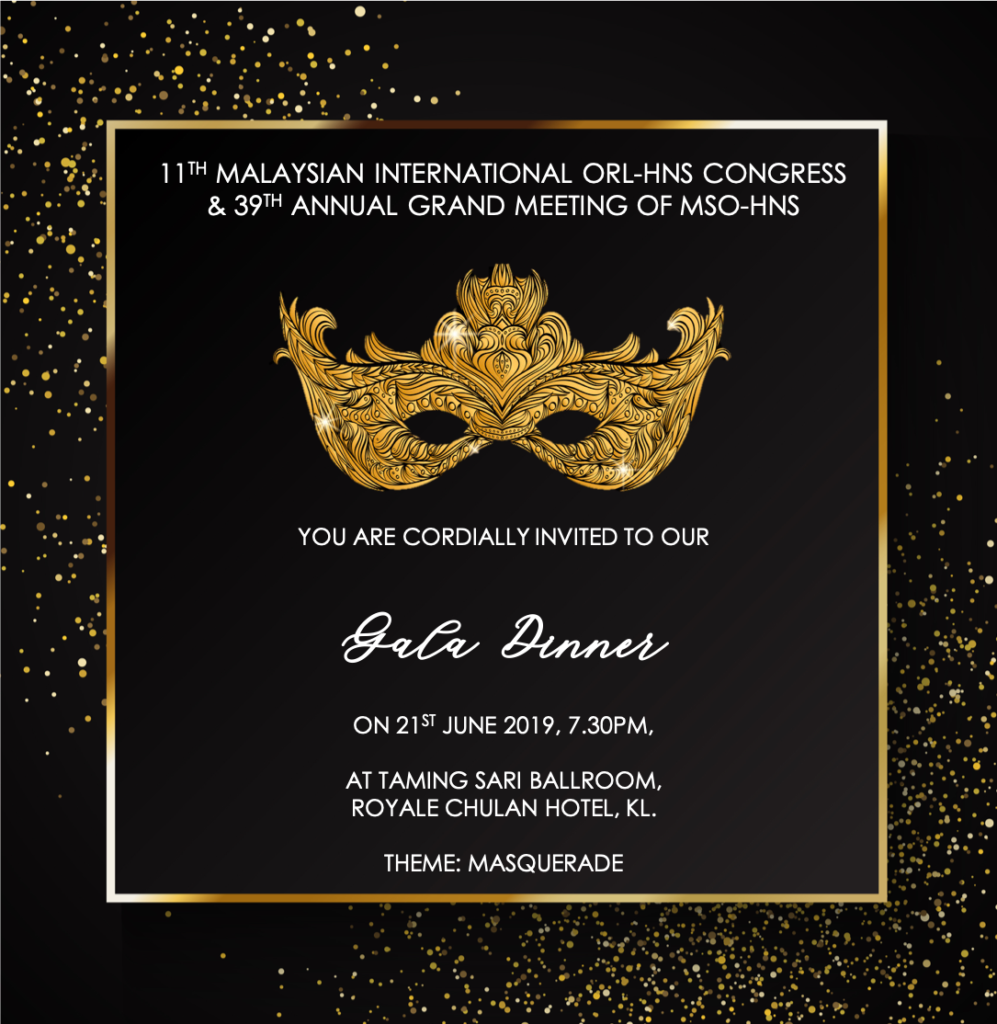 11TH MALAYSIAN INTERNATIONAL ORL-HNS CONGRESS
& 39TH ANNUAL GRAND MEETING OF MSO-HNS
YOU ARE CORDIALLY INVITED TO OUR
Gala Dinner
ON 21ST JUNE 2019, 7.30PM,
AT TAMING SARI BALLROOM,
ROYALE CHULAN HOTEL, KL.
THEME: MASQUERADE